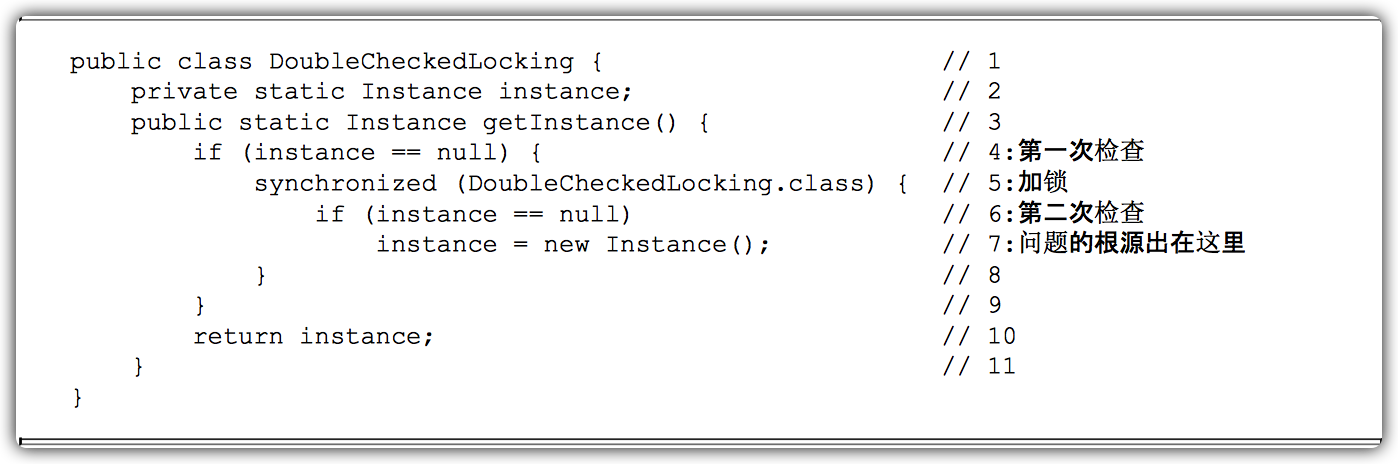 public class DoubleCheckedLocking { // 1
private static Instance instance; // 2
public static Instance getInstance() { // 3
if (instance == null) { // 4:第一次检查
synchronized (DoubleCheckedLocking.class) { // 5:加锁
if (instance == null) // 6:第二次检查
instance = new Instance(); // 7:问题的根源出在这里
} // 8
} // 9
return instance; // 10
} // 11
}